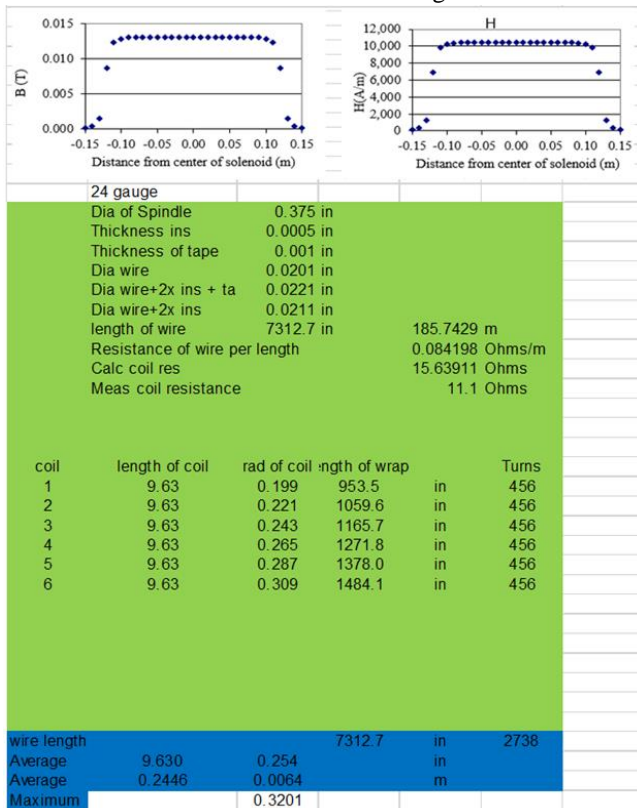 H
0.015
0.010
0.005
0.000
B (T)
-0.15 -0.10 -0.05 0.00 0.05 0.10 0.15
Distance from center of solenoid (m)
12,000
10,000
8,000
6,000
4,000
2,000
0
H(A/m)
-0.15 -0.10 -0.05 0.00 0.05 0.10 0.15
Distance from center of solenoid (m)
24 gauge
Dia of Spindle 0.375 in
Thickness ins 0.0005 in
Thickness of tape 0.001 in
Dia wire 0.0201 in
Dia wire+2x ins + ta 0.0221 in
Dia wire+2x ins 0.0211 in
length of wire 7312.7 in 185.7429 m
Resistance of wire per length 0.084198 Ohms/m
Calc coil res 15.63911 Ohms
Meas coil resistance 11.1 Ohms
coil length of coil rad of coil ength of wrap Turns
1 9.63 0.199 953.5 in 456
2 9.63 0.221 1059.6 in 456
3 9.63 0.243 1165.7 in 456
4 9.63 0.265 1271.8 in 456
5 9.63 0.287 1378.0 in 456
6 9.63 0.309 1484.1 in 456
wire length 7312.7 in 2738
Average 9.630 0.254 in
Average 0.2446 0.0064 m
Maximum 0.3201